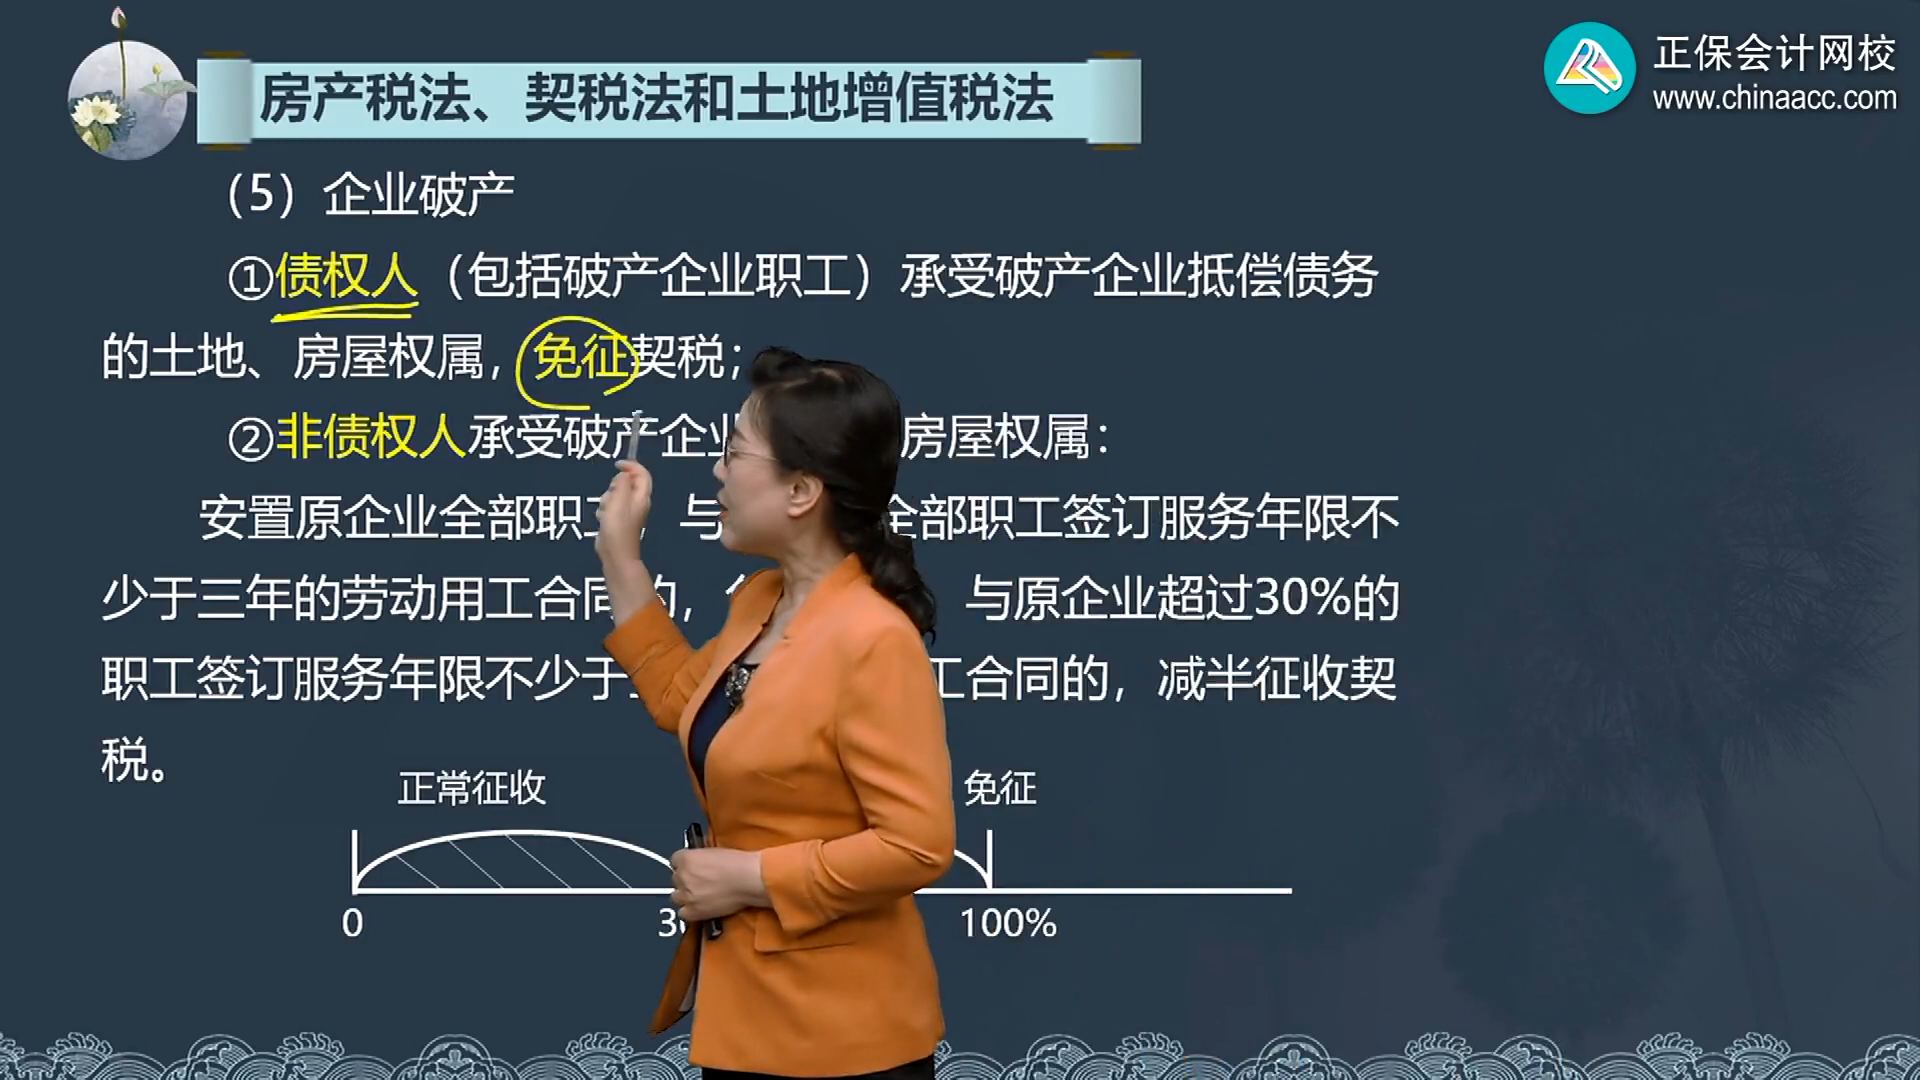 房产税法、契税法和土地增值税法
正保会计网校
www.chinaacc.com
（5）企业破产
①债权人（包括破产企业职工）承受破产企业抵偿债务
的土地、房屋权属，免征契税；
②非债权人承受破产企业 房屋权属：
安置原企业全部职工，与 全部职工签订服务年限不
少于三年的劳动用工合同的， 与原企业超过30%的
职工签订服务年限不少于 工合同的，减半征收契
税。
正常征收 免征
0 100%